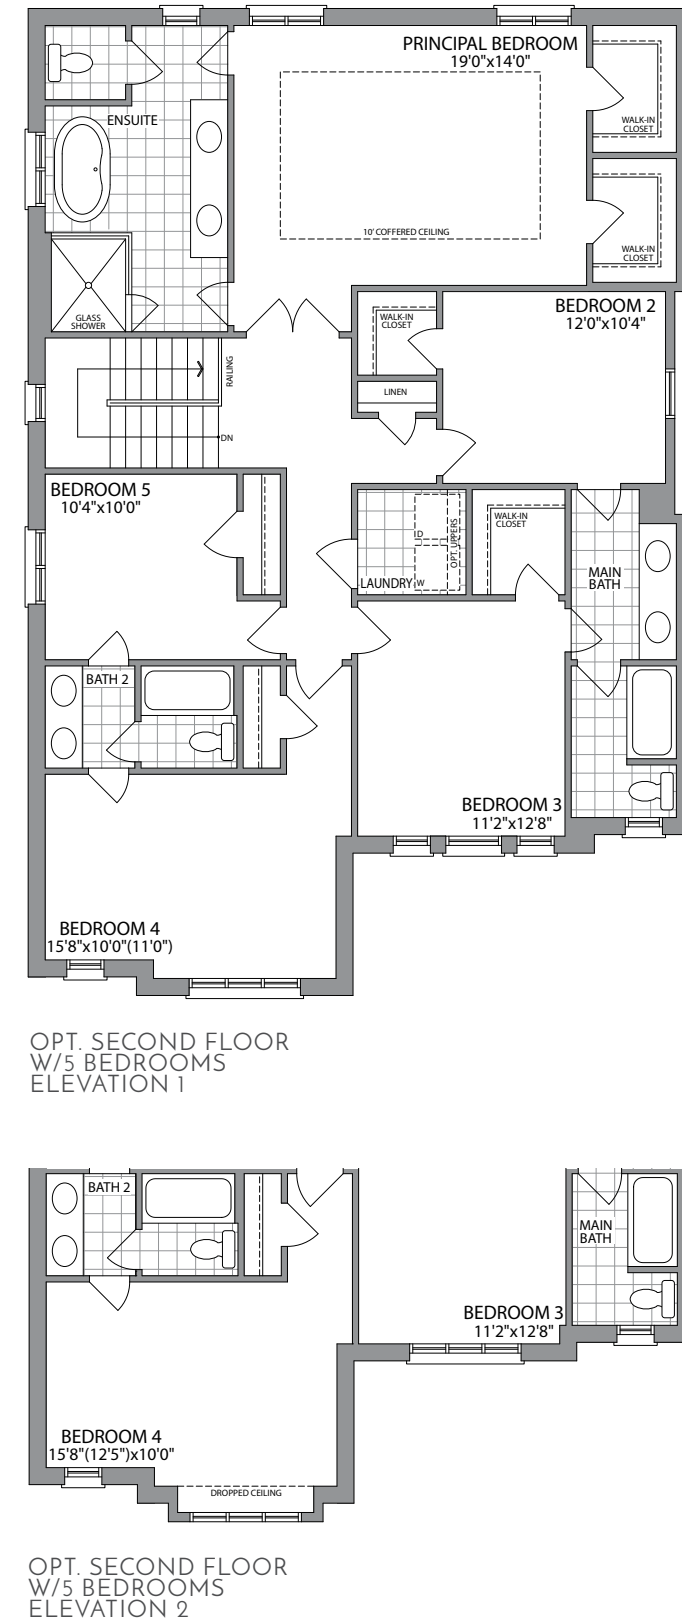 PRINCIPAL BEDROOM
19'0"x14'0"
WALK-IN
CLOSET
ENSUITE
10' COFFERED CEILING
WALK-IN
CLOSET
GLASS
SHOWER
BEDROOM 2
12'0"x10'4"
WALK-IN
CLOSET
RAILING
LINEN
DN
BEDROOM 5
10'4"x10'0"
WALK-IN
CLOSET
D
OPT. UPPERS
LAUNDRY
W
MAIN
BATH
BATH 2
BEDROOM 3
11'2"x12'8"
BEDROOM 4
15'8"x10'0"(11'0")
OPT. SECOND FLOOR
W/5 BEDROOMS
ELEVATION 1
BATH 2
MAIN
BATH
BEDROOM 3
11'2"x12'8"
BEDROOM 4
15'8"(12'5")x10'0"
DROPPED CEILING
OPT. SECOND FLOOR
W/5 BEDROOMS
ELEVATION 2